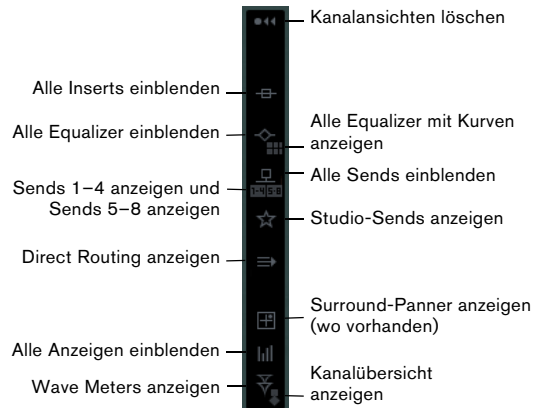 Kanalansichten löschen
Alle Inserts einblenden
Alle Equalizer einblenden
Alle Equalizer mit Kurven
anzeigen
Alle Sends einblenden
Sends 1–4 anzeigen und
Sends 5–8 anzeigen
1-4 5-8
Studio-Sends anzeigen
Direct Routing anzeigen
Surround-Panner anzeigen
(wo vorhanden)
Alle Anzeigen einblenden
Wave Meters anzeigen
Kanalübersicht
anzeigen